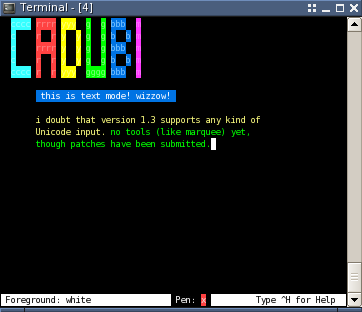 Terminal - [4]
CADUB!
this is text mode! wizzow!
i doubt that version 1.3 supports any kind of
Unicode input. no tools (like marquee) yet,
though patches have been submitted.
Foreground: white Pen: x Type ^H for Help